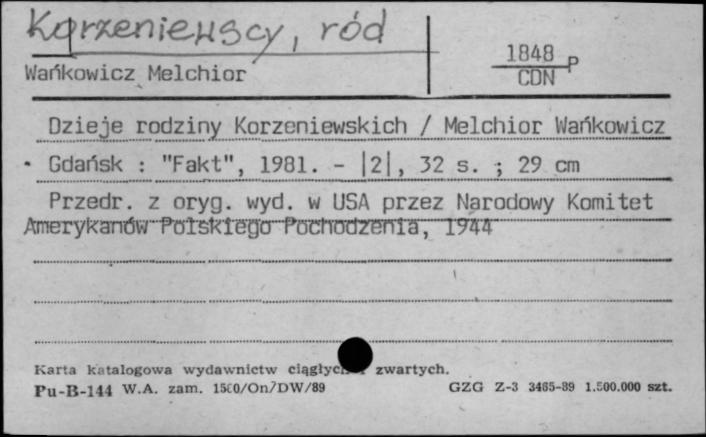 Korzeniewscy, ród
Wańkowicz Melchior
1848 P
CDN
Dzieje rodziny Korzeniewskich / Melchior Wańkowicz
Gdańsk : "Fakt", 1981. - |2|, 32 s. ; 29 cm
Przedr. z oryg. wyd. w USA przez Narodowy Komitet
Amerykanów Polskiego Pochodzenia, 1944
Karta katalogowa wydawnictw ciągłych i zwartych.
Pu-B-144 W.A. zam. 1500/On/DW/89 GZG Z-3 3465-89 1.500.000 szt.